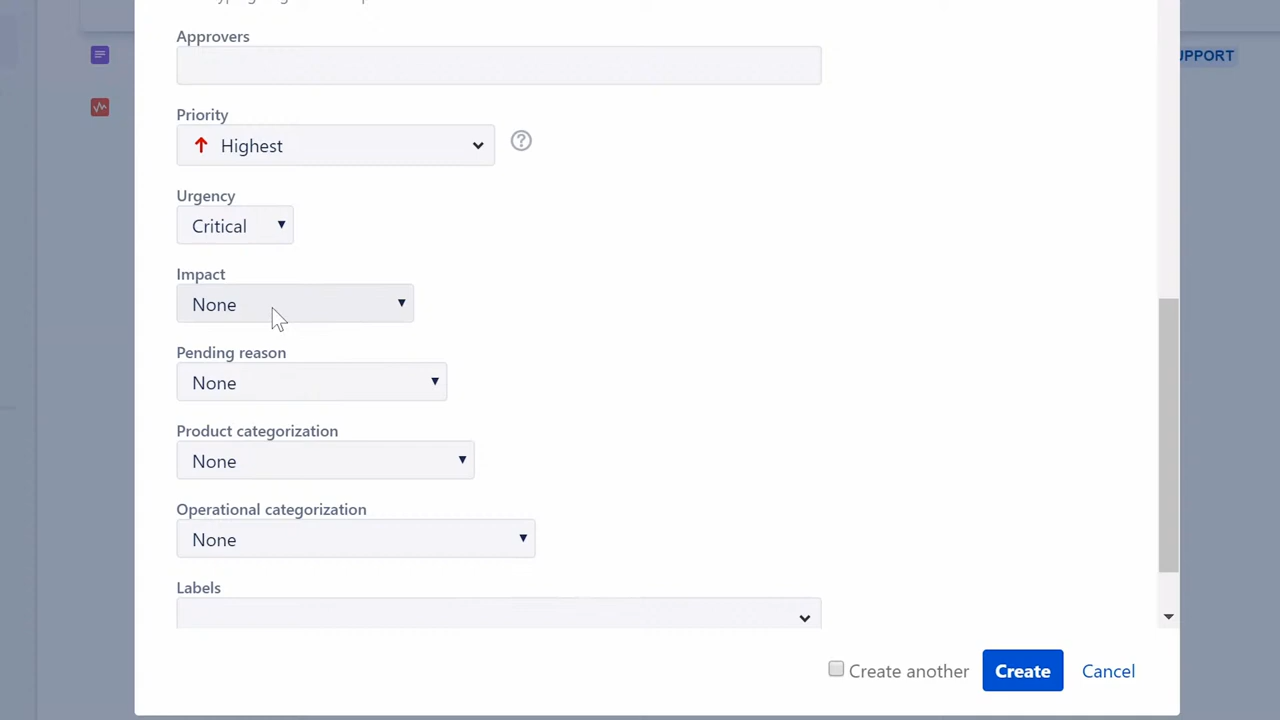 Approvers
UPPORT
Priority
Highest
Urgency
Critical
Impact
None
Pending reason
None
Product categorization
None
Operational categorization
None
Labels
Create another
Create
Cancel